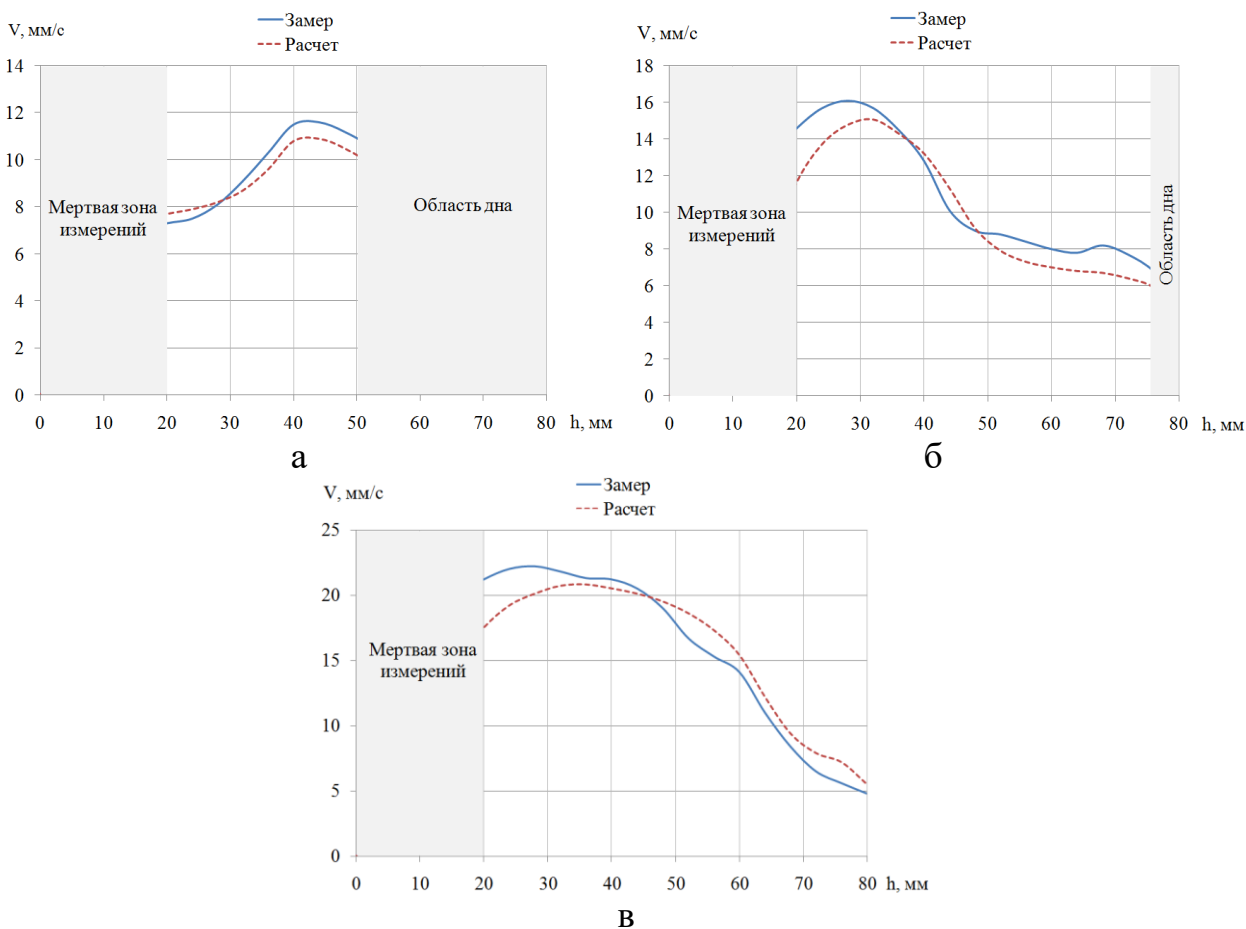 V, мм/с
Замер
Расчет
14
12
10
8
6
4
2
0
Мертвая зона
измерений
Область дна
0 10 20 30 40 50 60 70 80 h, мм
а
V, мм/с
Замер
Расчет
18
16
14
12
10
8
6
4
2
0
Мертвая зона
измерений
Область дна
0 10 20 30 40 50 60 70 80 h, мм
б
V, мм/с
Замер
Расчет
25
20
15
10
5
0
Мертвая зона
измерений
0 10 20 30 40 50 60 70 80 h, мм
в